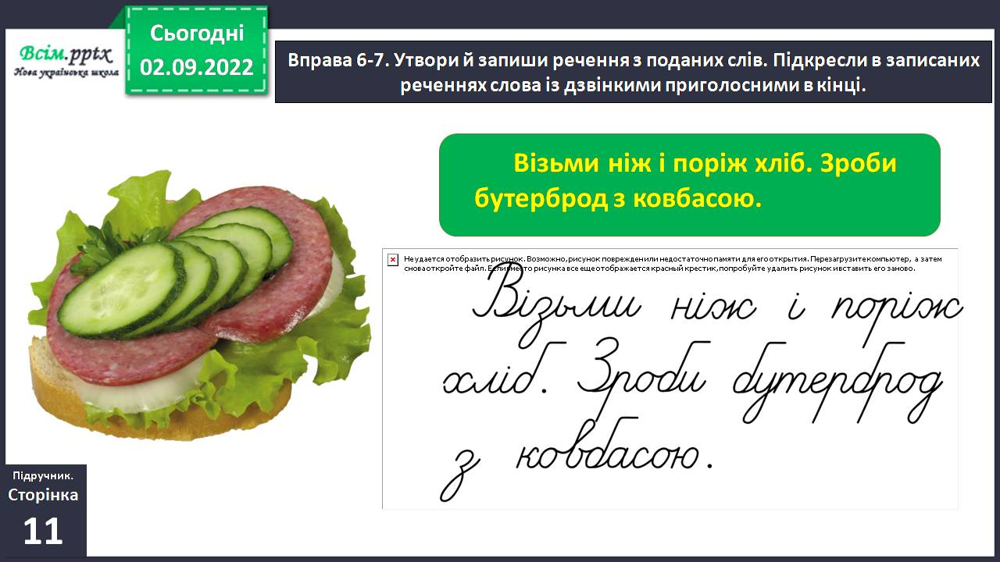 Сьогодні
02.09.2022
Всім.pptx
Нова українська школа
Вправа 6-7. Утвори й запиши речення з поданих слів. Підкресли в записаних
реченнях слова із дзвінкими приголосними в кінці.
Візьми ніж і поріж хліб. Зроби
бутерброд з ковбасою.
Не удается отобразить рисунок. Возможно, рисунок поврежден или недостаточно памяти для его открытия. Перезагрузите компьютер, а затем
снова откройте файл. Если вместо рисунка все еще отображается красный крестик, попробуйте удалить рисунок и вставить его заново.
Візьми ніж і поріж
хліб. Зроби бутерброд
з ковбасою.
Підручник.
Сторінка
11